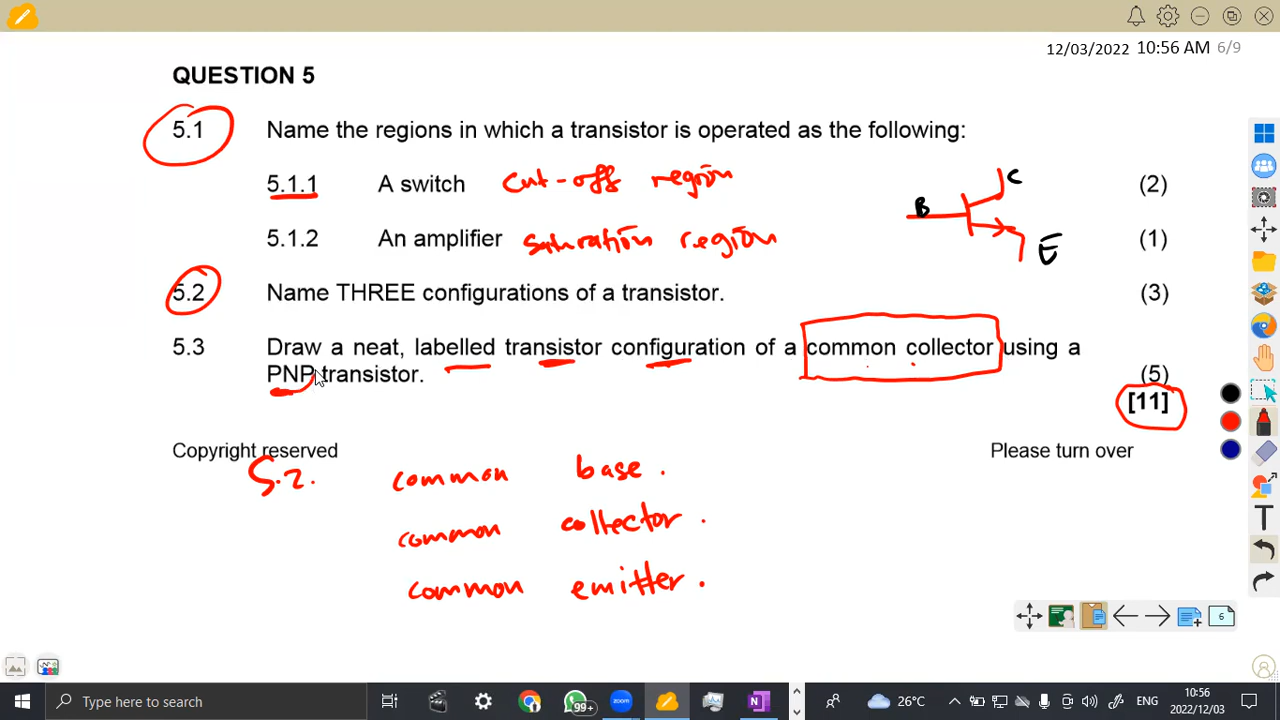 12/03/2022 10:56 AM 6/9
QUESTION 5
5.1 Name the regions in which a transistor is operated as the following:
5.1.1 A switch cut-off region (2)
C
B
5.1.2 An amplifier saturation region (1)
E
5.2 Name THREE configurations of a transistor. (3)
5.3 Draw a neat, labelled transistor configuration of a common collector using a
PNP transistor. (5)
[11]
Copyright reserved Please turn over
5.2. common base.
common collector.
common emitter.
T
6
Type here to search
99+
26°C
ENG
10:56
2022/12/03